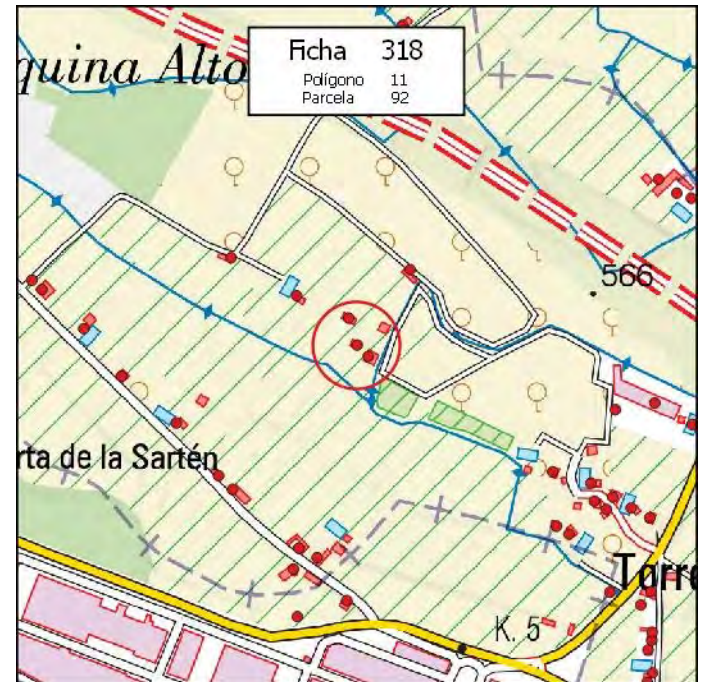 quina Alto
Ficha 318
Polígono 11
Parcela 92
566
rta de la Sartén
Torre
K. 5